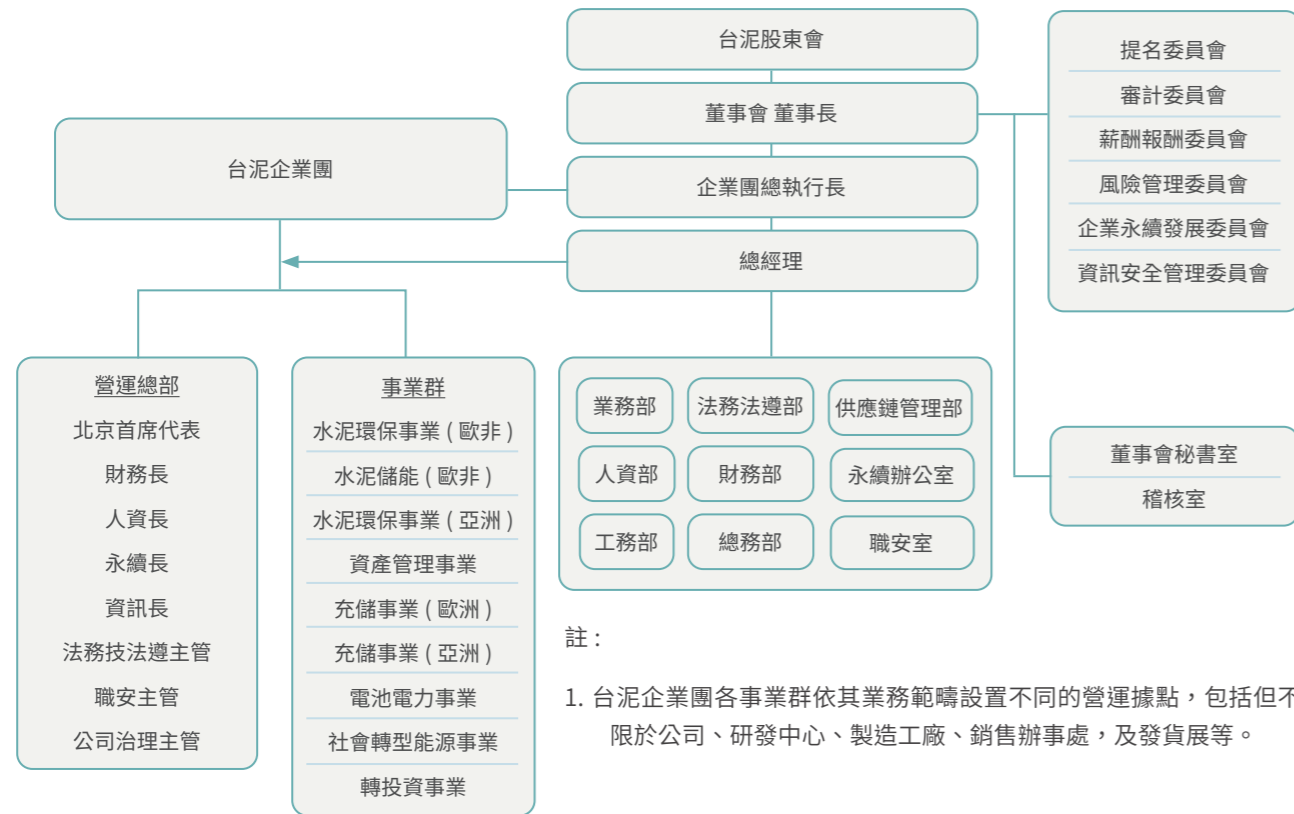 台泥股東會
董事會 董事長
企業團總執行長
總經理
台泥企業團
提名委員會
審計委員會
薪酬報酬委員會
風險管理委員會
企業永續發展委員會
資訊安全管理委員會
董事會秘書室
稽核室
營運總部
北京首席代表
財務長
人資長
永續長
資訊長
法務技法遵主管
職安主管
公司治理主管
事業群
水泥環保事業 ( 歐非 )
水泥儲能 ( 歐非 )
水泥環保事業 ( 亞洲 )
資產管理事業
充儲事業 ( 歐洲 )
充儲事業 ( 亞洲 )
電池電力事業
社會轉型能源事業
轉投資事業
業務部 法務法遵部 供應鏈管理部
人資部 財務部 永續辦公室
工務部 總務部 職安室
註 :
1. 台泥企業團各事業群依其業務範疇設置不同的營運據點，包括但不
限於公司、研發中心、製造工廠、銷售辦事處，及發貨展等。